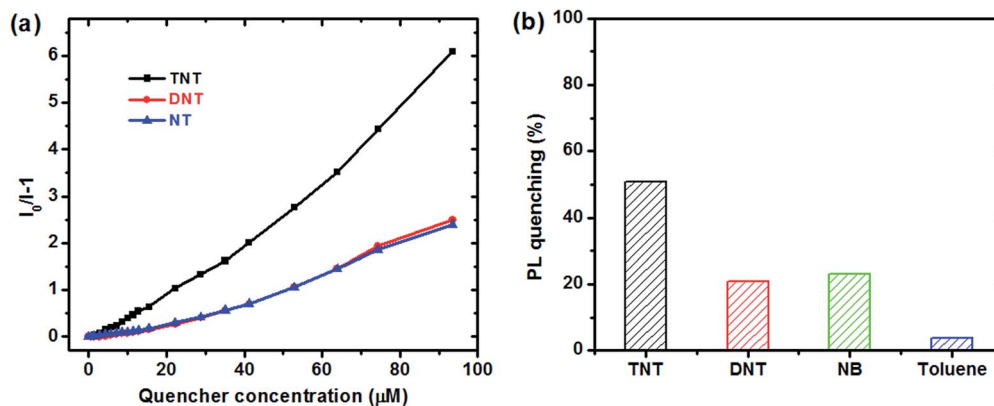 (a)
6
5
4
3
2
1
0
I0/I-1
TNT
DNT
NT
0 20 40 60 80 100
Quencher concentration (μM)
(b)
100
80
60
40
20
0
PL quenching (%)
TNT DNT NB Toluene